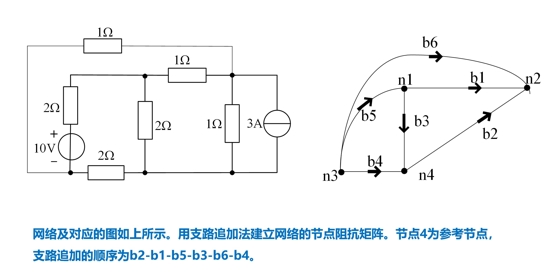 1Ω
b6
1Ω
n1
b1
n2
2Ω
b5
b3
b2
2Ω
1Ω
3A
+
10V
−
2Ω
b4
n3
n4
网络及对应的图如上所示。用支路追加法建立网络的节点阻抗矩阵。节点4为参考节点，
支路追加的顺序为b2-b1-b5-b3-b6-b4。